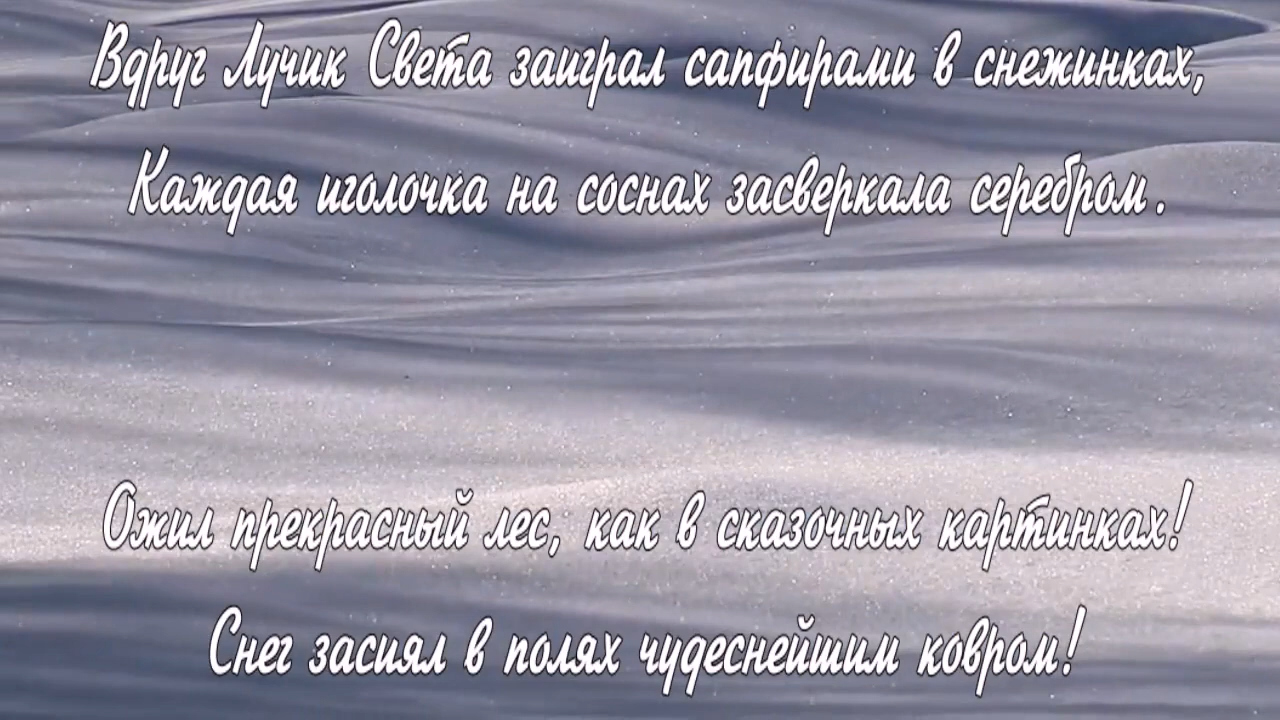 Вдруг Лучик Света заиграл сапфирами в снежинках,
Каждая иголочка на соснах засверкала серебром.
Ожил прекрасный лес, как в сказочных картинках!
Снег засиял в полях чудеснейшим ковром!